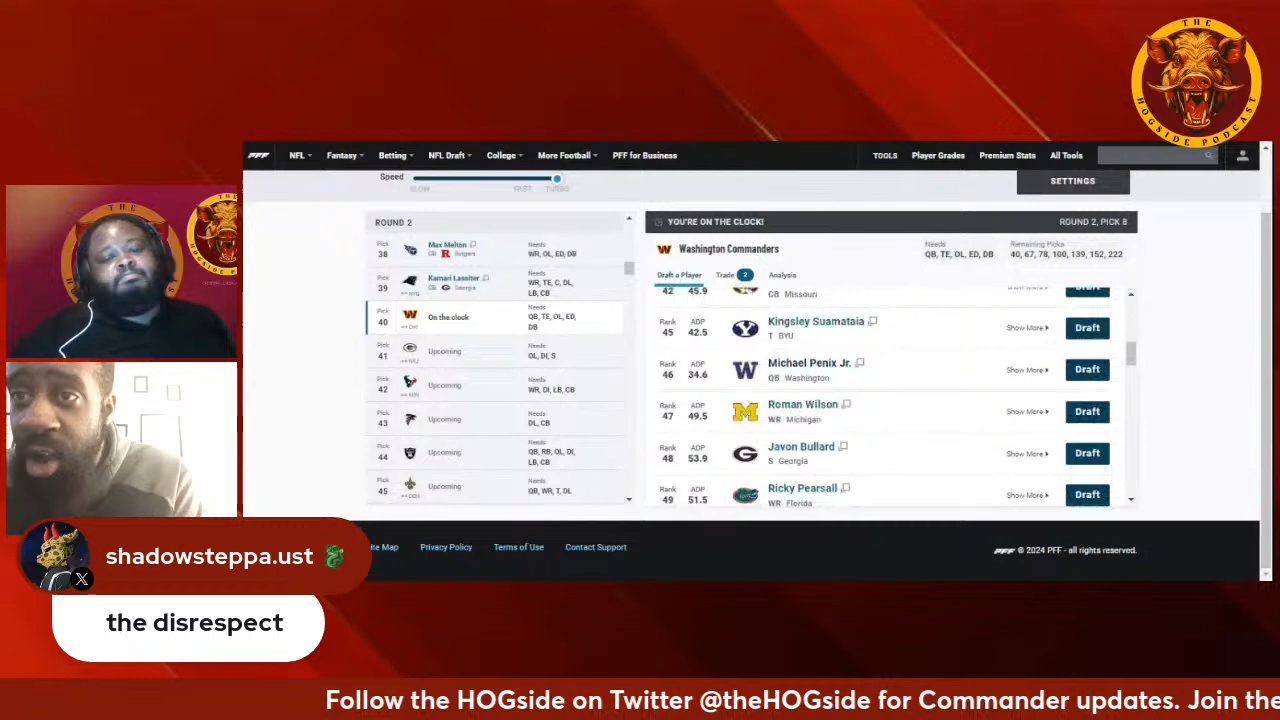 THE
HOGSIDE PODCAST
PFF
NFL
Fantasy
Betting
NFL Draft
College
More Football
PFF for Business
TOOLS
Player Grades
Premium Stats
All Tools
Speed
SLOW
FAST
TURBO
SETTINGS
ROUND 2
Pick
38
Max Melton
CB R Rutgers
WR, OL, ED, DB
Pick
39
Kamari Lassiter
CB G Georgia
WR, TE, C, DL,
LB, CB
Needs
Pick
40
On the clock
Needs
QB, TE, OL, ED,
DB
Pick
41
Upcoming
Needs
OL, DI, S
Pick
42
Upcoming
Needs
WR, DI, LB, CB
Pick
43
Upcoming
Needs
DL, CB
Pick
44
Upcoming
Needs
QB, RB, OL, DI,
LB, CB
Pick
45
Upcoming
Needs
QB, WR, T, DL
YOU'RE ON THE CLOCK!
ROUND 2, PICK 8
Washington Commanders
Needs
QB, TE, OL, ED, DB
Remaining Picks
40, 67, 78, 100, 139, 152, 222
Draft a Player
Trade 2
Analysis
42 45.9
CB Missouri
Draft
Rank ADP
45 42.5
Kingsley Suamataia
T BYU
Show More
Draft
Rank ADP
46 34.6
Michael Penix Jr.
QB Washington
Show More
Draft
Rank ADP
47 49.5
Roman Wilson
WR Michigan
Show More
Draft
Rank ADP
48 53.9
Javon Bullard
S Georgia
Show More
Draft
Rank ADP
49 51.5
Ricky Pearsall
WR Florida
Show More
Draft
ite Map
Privacy Policy
Terms of Use
Contact Support
PFF © 2024 PFF - all rights reserved.
shadowsteppa.ust
the disrespect
Follow the HOGside on Twitter @theHOGside for Commander updates. Join the